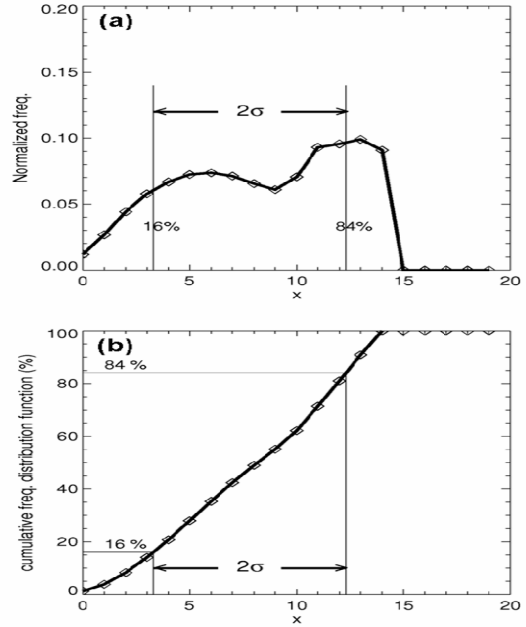 (a)
0.20
0.15
0.10
0.05
0.00
Normalized freq.
2σ
16%
84%
0 5 10 15 20
x
(b)
100
80
60
40
20
0
cumulative freq. distribution function (%)
84 %
16 %
2σ
0 5 10 15 20
x